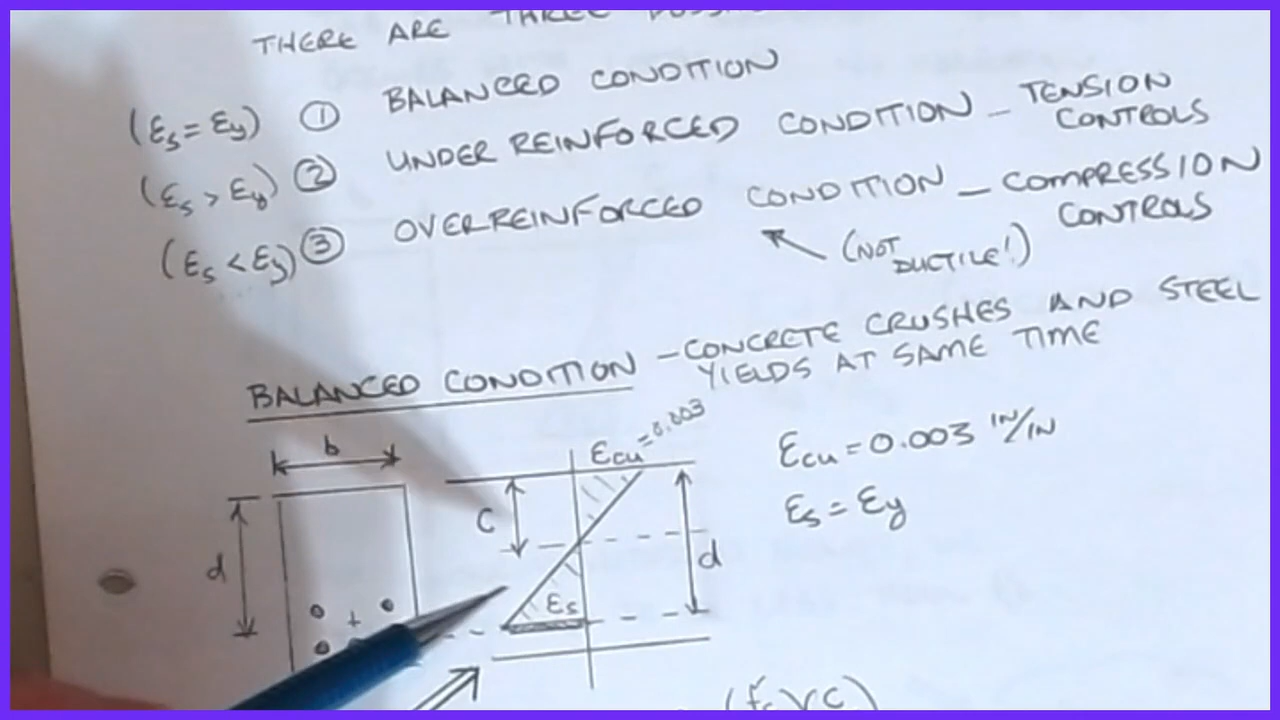 THERE ARE THREE
(εs = εy) ① BALANCED CONDITION
(εs > εy) ② UNDER REINFORCED CONDITION - TENSION CONTROLS
(εs < εy) ③ OVERREINFORCED CONDITION - COMPRESSION CONTROLS
(NOT DUCTILE!)
BALANCED CONDITION - CONCRETE CRUSHES AND STEEL
YIELDS AT SAME TIME
b
εcu = 0.003
εcu = 0.003 IN/IN
εs = εy
c
d
d
εs